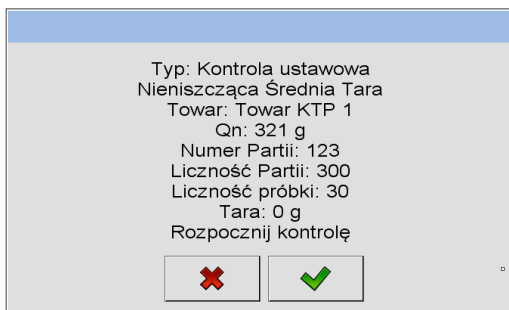 Typ: Kontrola ustawowa
Nieniszcząca Średnia Tara
Towar: Towar KTP 1
Qn: 321 g
Numer Partii: 123
Liczność Partii: 300
Liczność próbki: 30
Tara: 0 g
Rozpocznij kontrolę